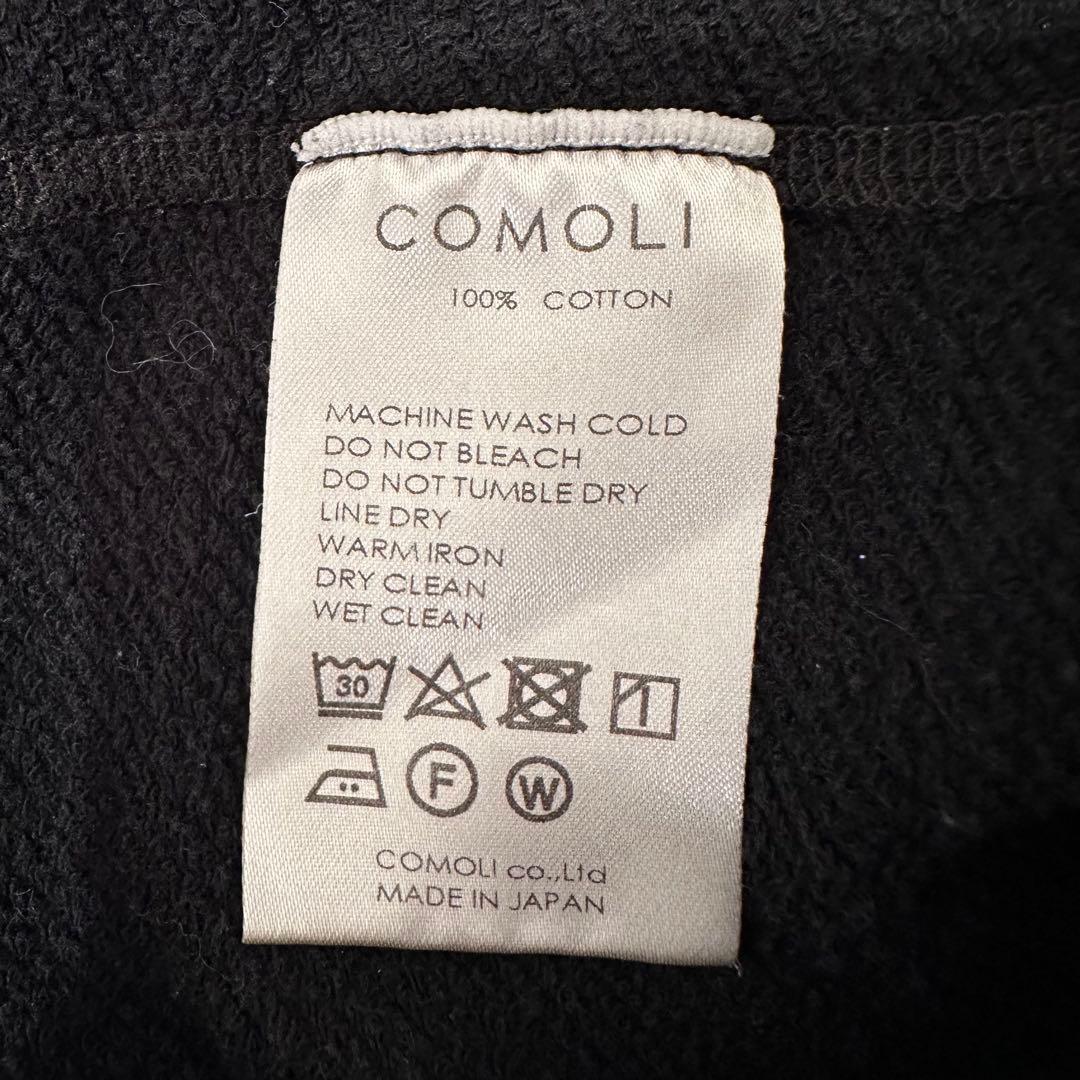 COMOLI
100% COTTON
MACHINE WASH COLD
DO NOT BLEACH
DO NOT TUMBLE DRY
LINE DRY
WARM IRON
DRY CLEAN
WET CLEAN
30
F W
COMOLI co.,Ltd
MADE IN JAPAN